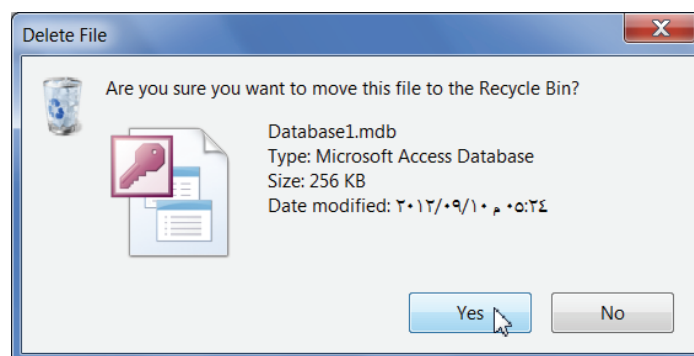 Delete File
Are you sure you want to move this file to the Recycle Bin?
Database1.mdb
Type: Microsoft Access Database
Size: 256 KB
Date modified: ٢٠١٢/٠٩/١٠ م ٠٥:٢٤
Yes
No